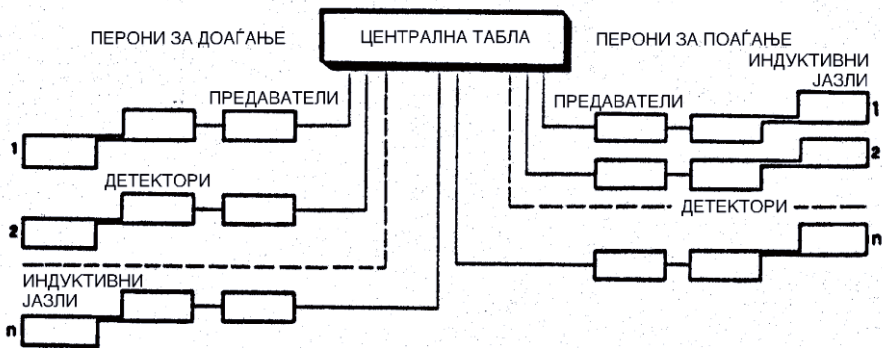 ПЕРОНИ ЗА ДОАЃАЊЕ
ЦЕНТРАЛНА ТАБЛА
ПЕРОНИ ЗА ПОАЃАЊЕ
ИНДУКТИВНИ
ЈАЗЛИ
ПРЕДАВАТЕЛИ
ПРЕДАВАТЕЛИ
1
1
2
ДЕТЕКТОРИ
ДЕТЕКТОРИ
2
n
ИНДУКТИВНИ
ЈАЗЛИ
n